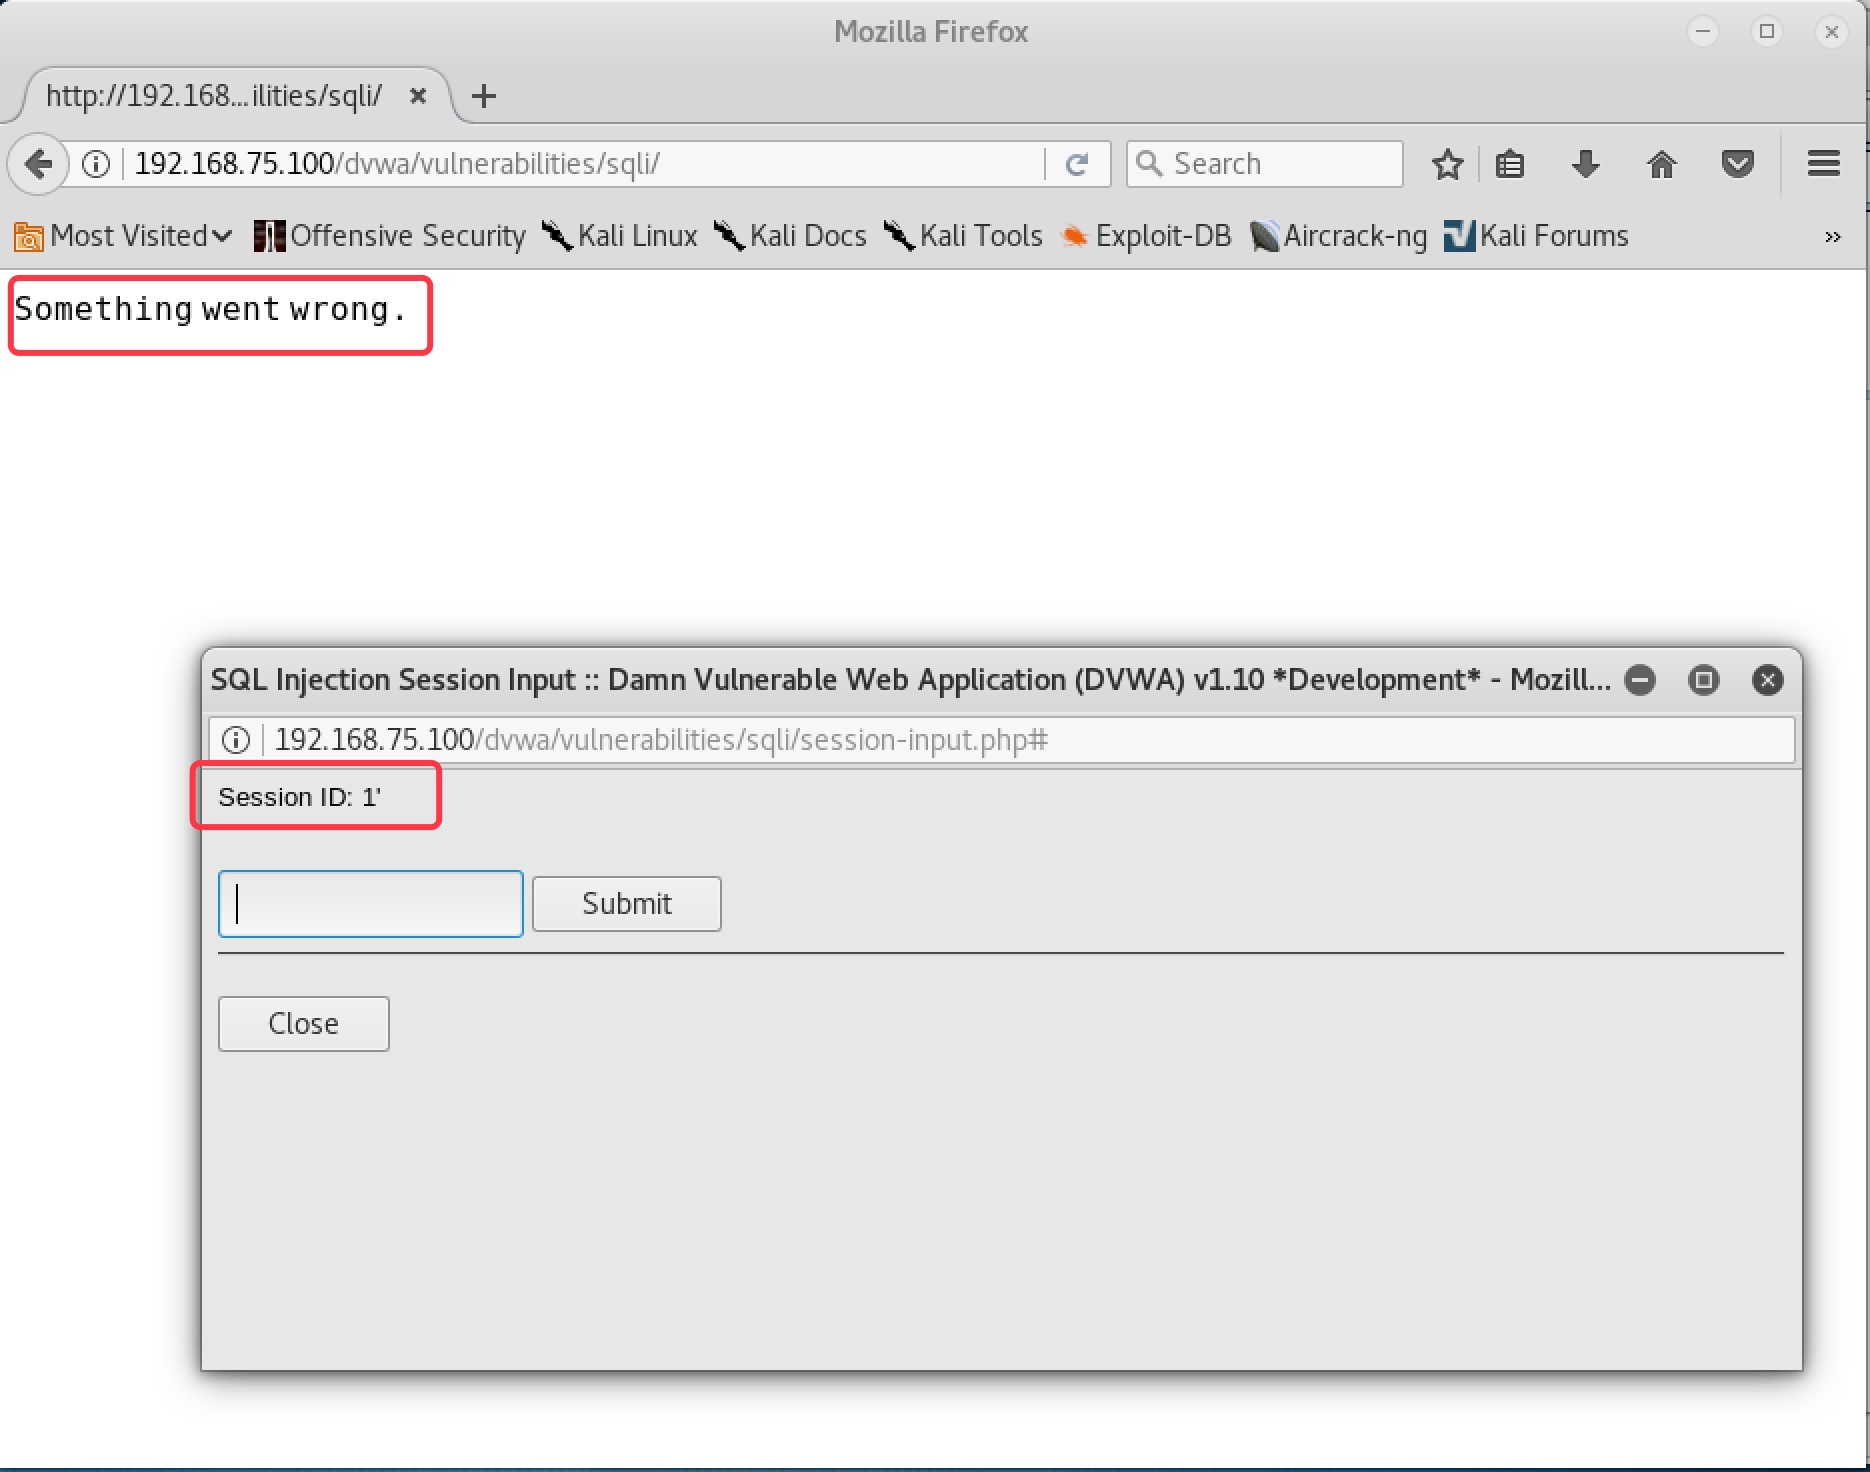 Mozilla Firefox
http://192.168...ilities/sqli/
192.168.75.100/dvwa/vulnerabilities/sqli/ Search
Most Visited Offensive Security Kali Linux Kali Docs Kali Tools Exploit-DB Aircrack-ng Kali Forums »
Something went wrong.
SQL Injection Session Input :: Damn Vulnerable Web Application (DVWA) v1.10 *Development* - Mozill...
192.168.75.100/dvwa/vulnerabilities/sqli/session-input.php#
Session ID: 1'
Submit
Close